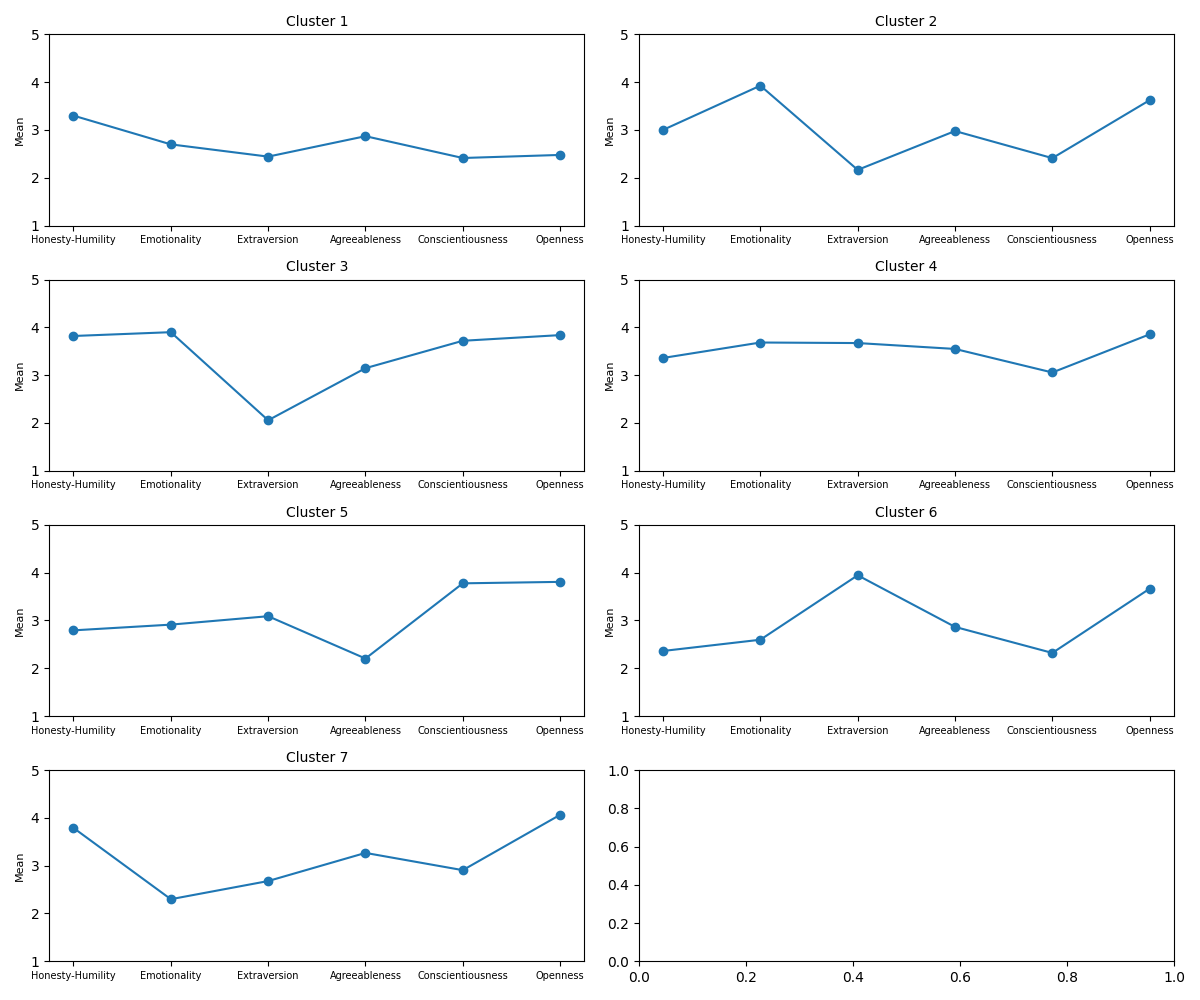 Cluster 1
5
4
3
2
1
Mean
Honesty-Humility Emotionality Extraversion Agreeableness Conscientiousness Openness
Cluster 2
5
4
3
2
1
Mean
Honesty-Humility Emotionality Extraversion Agreeableness Conscientiousness Openness
Cluster 3
5
4
3
2
1
Mean
Honesty-Humility Emotionality Extraversion Agreeableness Conscientiousness Openness
Cluster 4
5
4
3
2
1
Mean
Honesty-Humility Emotionality Extraversion Agreeableness Conscientiousness Openness
Cluster 5
5
4
3
2
1
Mean
Honesty-Humility Emotionality Extraversion Agreeableness Conscientiousness Openness
Cluster 6
5
4
3
2
1
Mean
Honesty-Humility Emotionality Extraversion Agreeableness Conscientiousness Openness
Cluster 7
5
4
3
2
1
Mean
Honesty-Humility Emotionality Extraversion Agreeableness Conscientiousness Openness
1.0
0.8
0.6
0.4
0.2
0.0
0.0 0.2 0.4 0.6 0.8 1.0